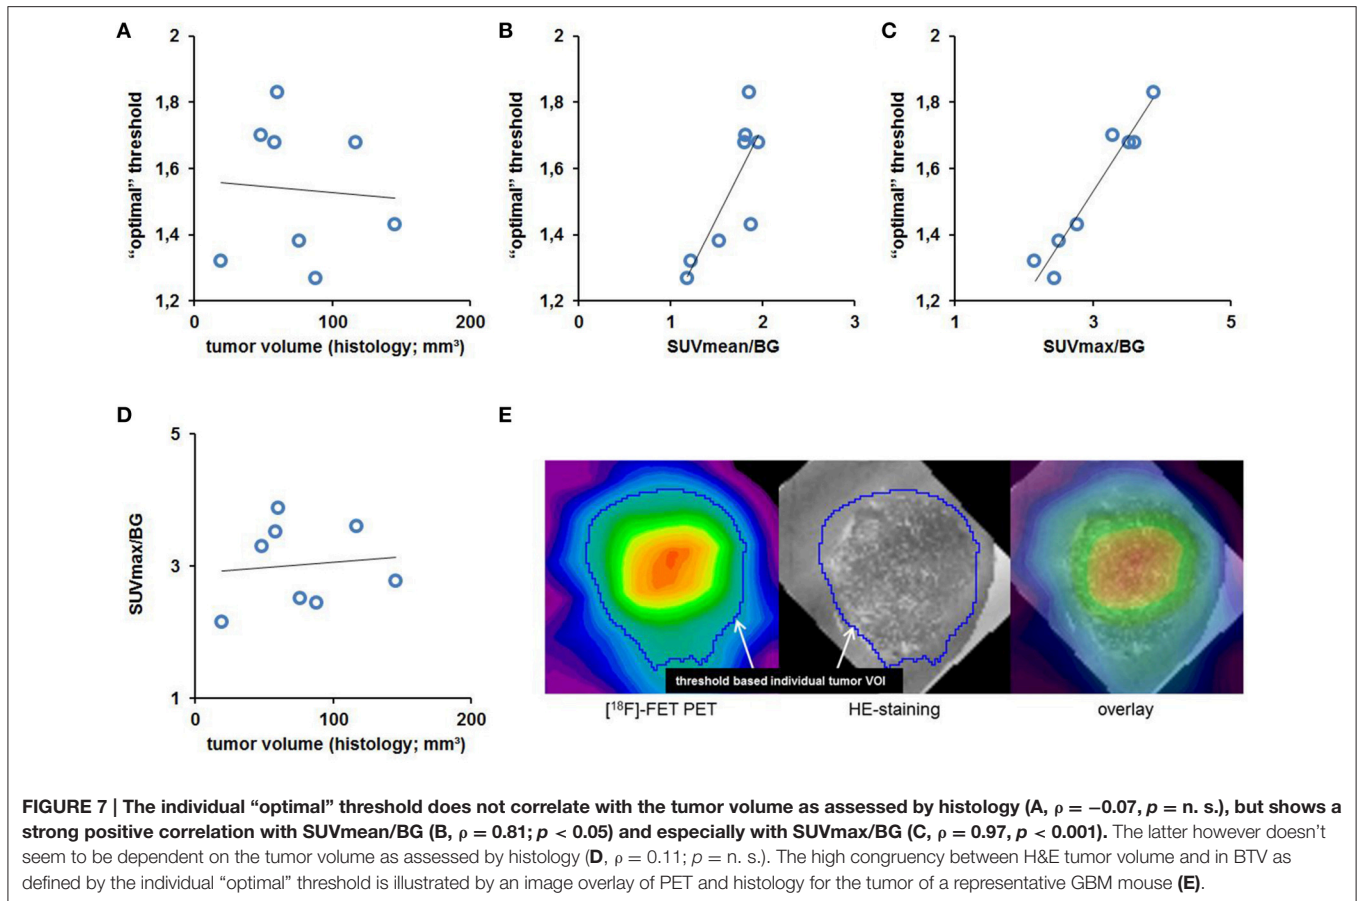 A
2
1,8
1,6
1,4
1,2
“optimal” threshold
0
100
200
tumor volume (histology; mm³)
B
2
1,8
1,6
1,4
1,2
“optimal” threshold
0
1
2
3
SUVmean/BG
C
2
1,8
1,6
1,4
1,2
“optimal” threshold
1
3
5
SUVmax/BG
D
5
3
1
SUVmax/BG
0
100
200
tumor volume (histology; mm³)
E
threshold based individual tumor VOI
[¹⁸F]-FET PET
HE-staining
overlay
FIGURE 7 | The individual “optimal” threshold does not correlate with the tumor volume as assessed by histology (A, ρ = −0.07, p = n. s.), but shows a
strong positive correlation with SUVmean/BG (B, ρ = 0.81; p < 0.05) and especially with SUVmax/BG (C, ρ = 0.97, p < 0.001). The latter however doesn’t
seem to be dependent on the tumor volume as assessed by histology (D, ρ = 0.11; p = n. s.). The high congruency between H&E tumor volume and in BTV as
defined by the individual “optimal” threshold is illustrated by an image overlay of PET and histology for the tumor of a representative GBM mouse (E).